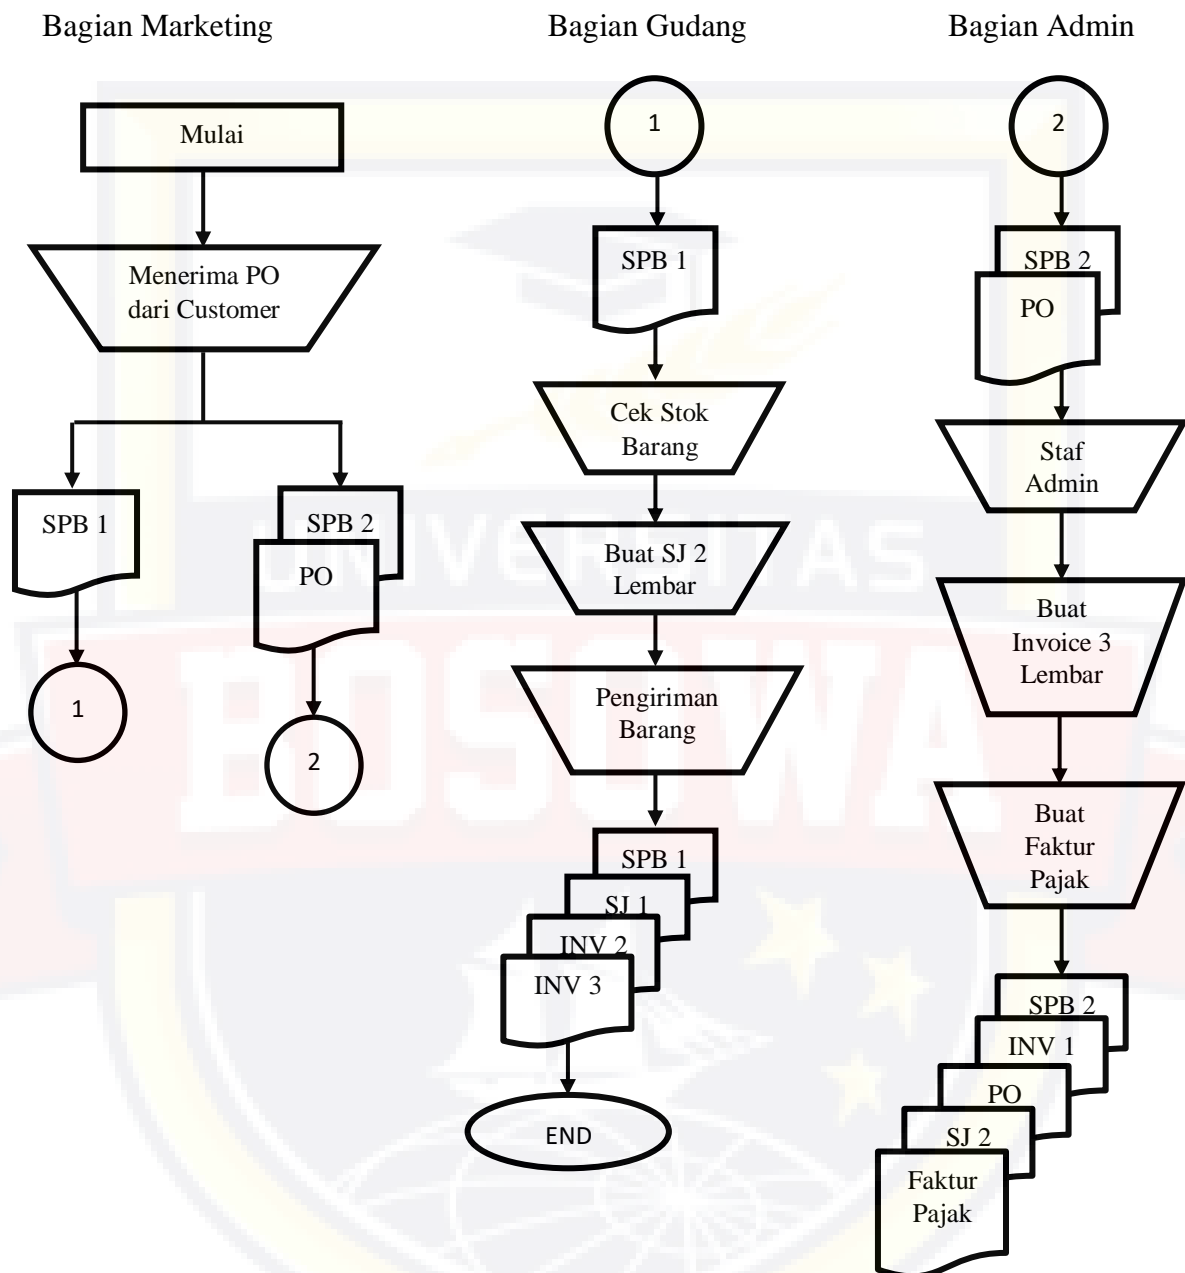 Bagian Marketing
Bagian Gudang
Bagian Admin
Mulai
Menerima PO
dari Customer
SPB 1
SPB 2
PO
1
2
1
SPB 1
Cek Stok
Barang
Buat SJ 2
Lembar
Pengiriman
Barang
SPB 1
SJ 1
INV 2
INV 3
END
2
SPB 2
PO
Staf
Admin
Buat
Invoice 3
Lembar
Buat
Faktur
Pajak
SPB 2
INV 1
PO
SJ 2
Faktur
Pajak
UNIVERSITAS
BOSOWA